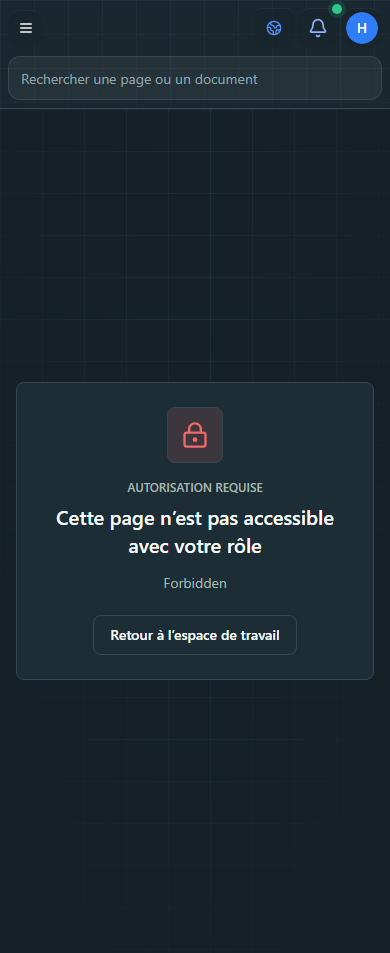 H
Rechercher une page ou un document
AUTORISATION REQUISE
Cette page n’est pas accessible
avec votre rôle
Forbidden
Retour à l’espace de travail